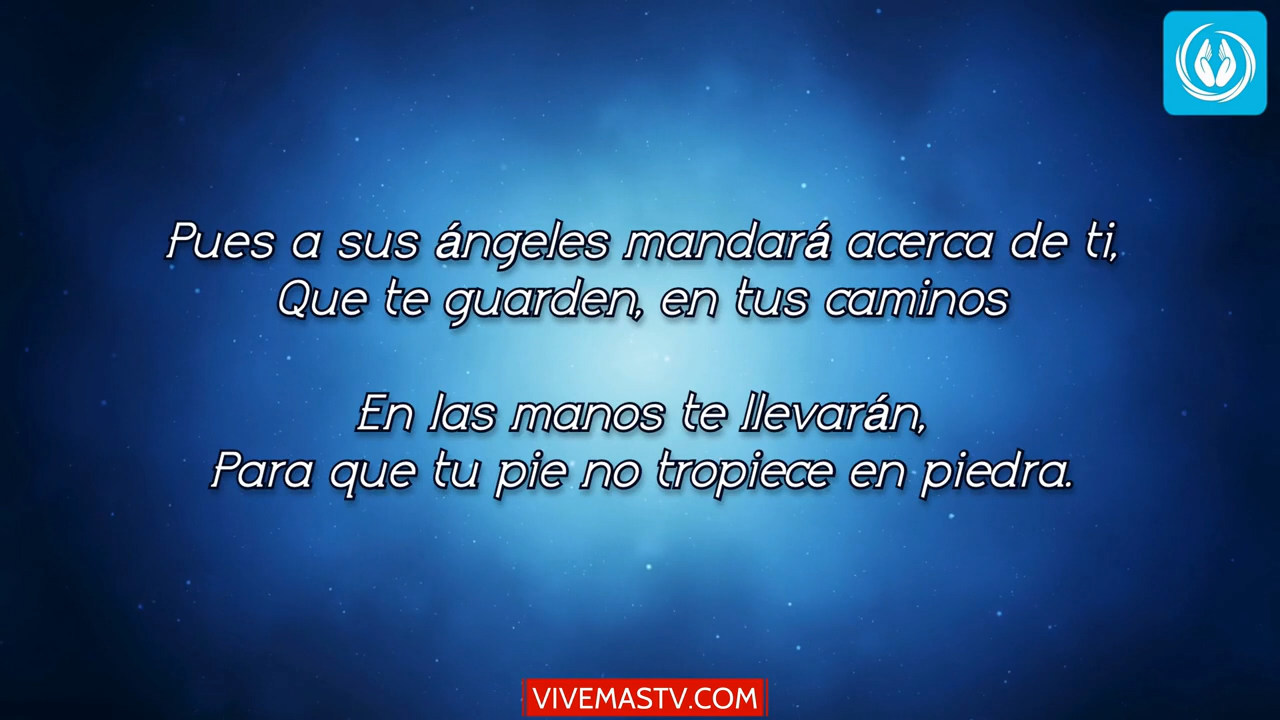 Pues a sus ángeles mandará acerca de ti,
Que te guarden, en tus caminos
En las manos te llevarán,
Para que tu pie no tropiece en piedra.
VIVEMASTV.COM